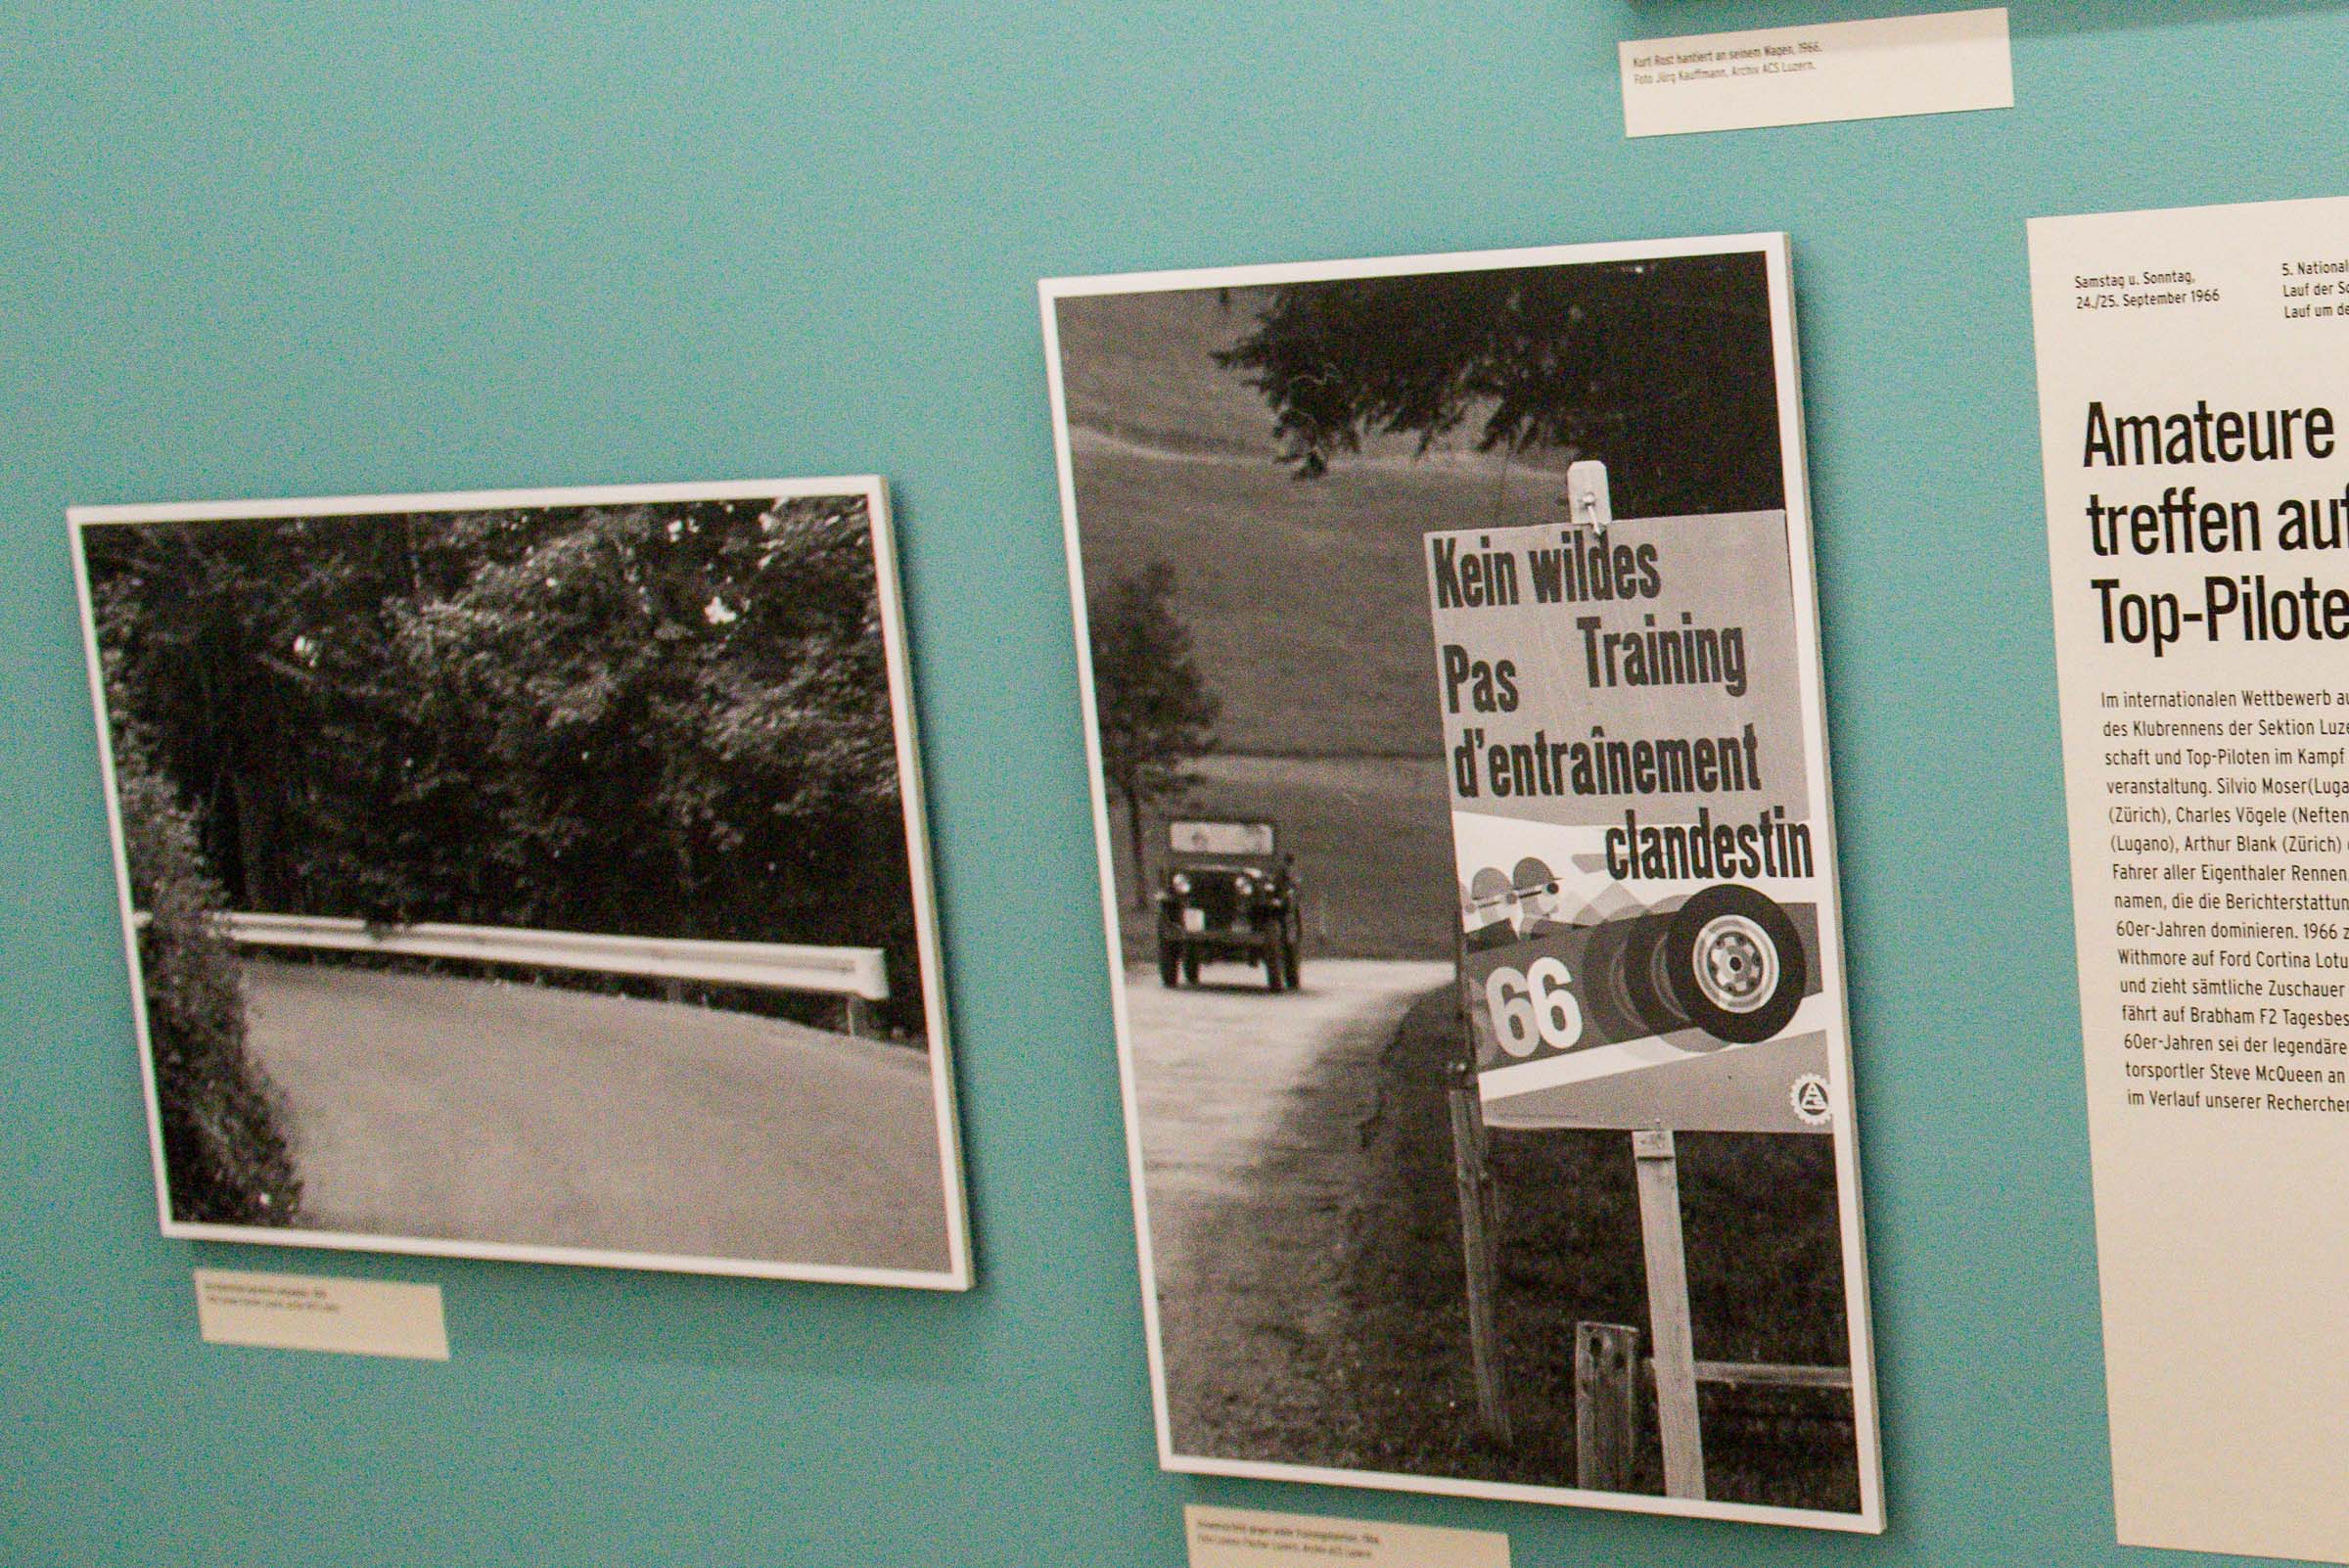 Kurt Rost hantiert an seinem Wagen, 1966.
Foto Jürg Kauffmann, Archiv ACS Luzern.
Kein wildes
Training
Pas
d'entraînement
clandestin
66
Samstag u. Sonntag,
24./25. September 1966
5. National
Lauf der
Lauf um
Amateure
treffen auf
Top-Pilote
Im internationalen Wettbewerb
des Klubrennens der Sektion
schaft und Top-Piloten im Kampf
veranstaltung. Silvio Moser(Luga
(Zürich), Charles Vögele (Neften
(Lugano), Arthur Blank (Zürich)
Fahrer aller Eigenthaler Rennen
namen, die die Berichterstattun
60er-Jahren dominieren. 1966
Withmore auf Ford Cortina Lotu
und zieht sämtliche Zuschauer
fährt auf Brabham F2 Tagesbes
60er-Jahren sei der legendäre
torsportler Steve McQueen an
im Verlauf unserer Recherchen